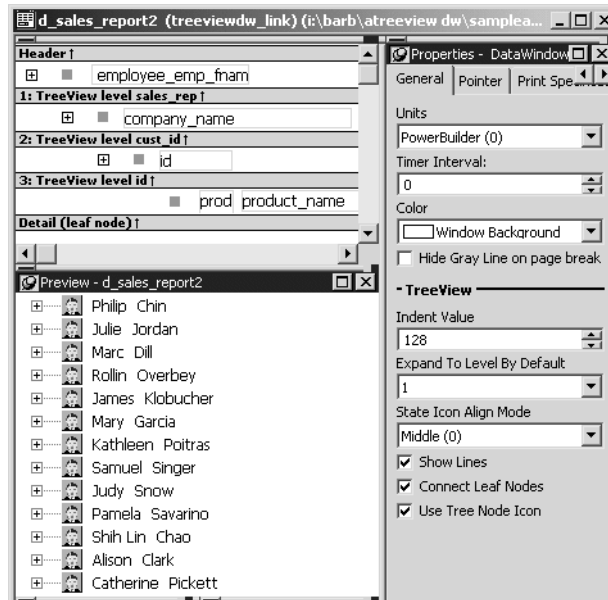 d_sales_report2 (treeviewdw_link) (i:\barb\atreeview dw\samplea...
Header ↑
employee_emp_fnam
1: TreeView level sales_rep ↑
company_name
2: TreeView level cust_id ↑
id
3: TreeView level id ↑
prod product_name
Detail (leaf node) ↑
Preview - d_sales_report2
Philip Chin
Julie Jordan
Marc Dill
Rollin Overbey
James Klobucher
Mary Garcia
Kathleen Poitras
Samuel Singer
Judy Snow
Pamela Savarino
Shih Lin Chao
Alison Clark
Catherine Pickett
Properties - DataWindow
General Pointer Print
Units
PowerBuilder (0)
Timer Interval:
0
Color
Window Background
Hide Gray Line on page break
- TreeView
Indent Value
128
Expand To Level By Default
1
State Icon Align Mode
Middle (0)
Show Lines
Connect Leaf Nodes
Use Tree Node Icon